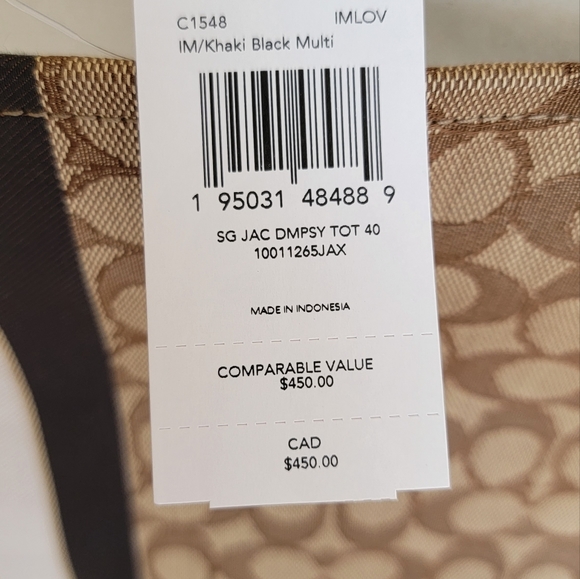 C1548 IMLOV
IM/Khaki Black Multi
1 95031 48488 9
SG JAC DMPSY TOT 40
10011265JAX
MADE IN INDONESIA
COMPARABLE VALUE
$450.00
CAD
$450.00